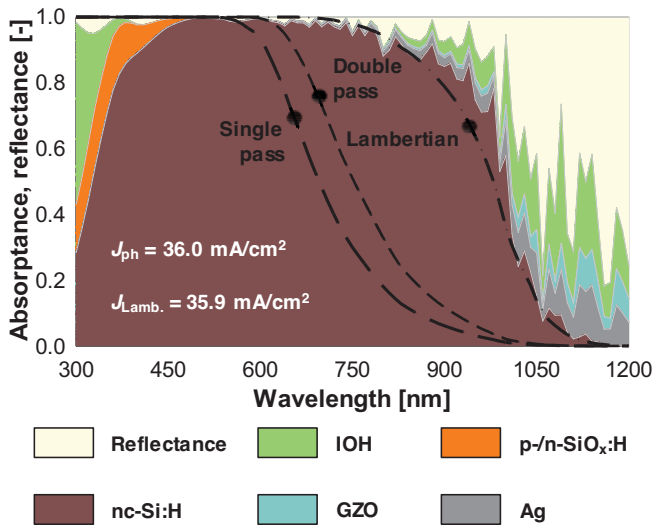 Absorptance, reflectance [-]
1.0
0.8
0.6
0.4
0.2
0.0
Double
pass
Single
pass
Lambertian
J_ph = 36.0 mA/cm²
J_Lamb. = 35.9 mA/cm²
300
450
600
750
900
1050
1200
Wavelength [nm]
Reflectance
IOH
p-/n-SiOₓ:H
nc-Si:H
GZO
Ag